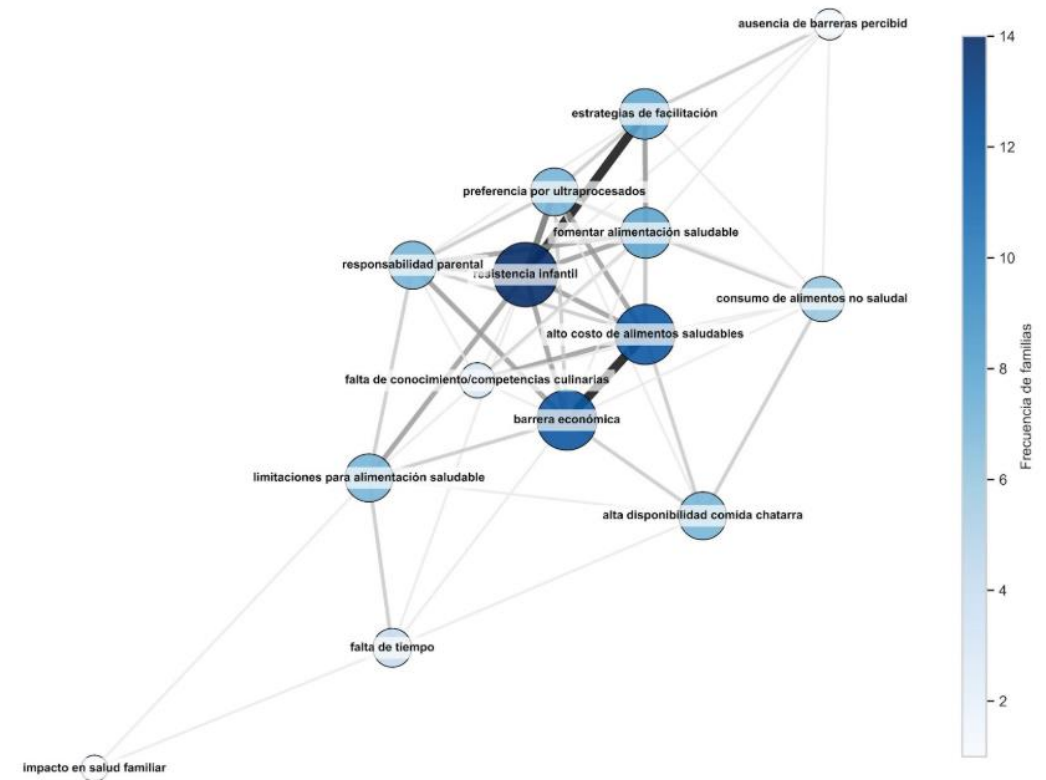 ausencia de barreras percibid
14
estrategias de facilitación
12
preferencia por ultraprocesados
fomentar alimentación saludable
10
responsabilidad parental
resistencia infantil
consumo de alimentos no saludal
alto costo de alimentos saludables
8
falta de conocimiento/competencias culinarias
barrera económica
Frecuencia de familias
limitaciones para alimentación saludable
6
alta disponibilidad comida chatarra
4
falta de tiempo
2
impacto en salud familiar